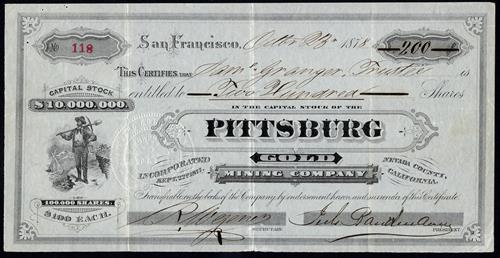 No 118
San Francisco, Octbr 23d 1878
200
THIS CERTIFIES THAT Saml. Granger, Trustee is
entitled to Two Hundred Shares
IN THE CAPITAL STOCK OF THE
CAPITAL STOCK
$10,000,000.
PITTSBURG
GOLD
MINING COMPANY
INCORPORATED
NEVADA COUNTY,
CALIFORNIA.
100,000 SHARES.
$100 EACH.
Transferable on the books of the Company by endorsement hereon and surrender of this Certificate
SECRETARY
PRESIDENT